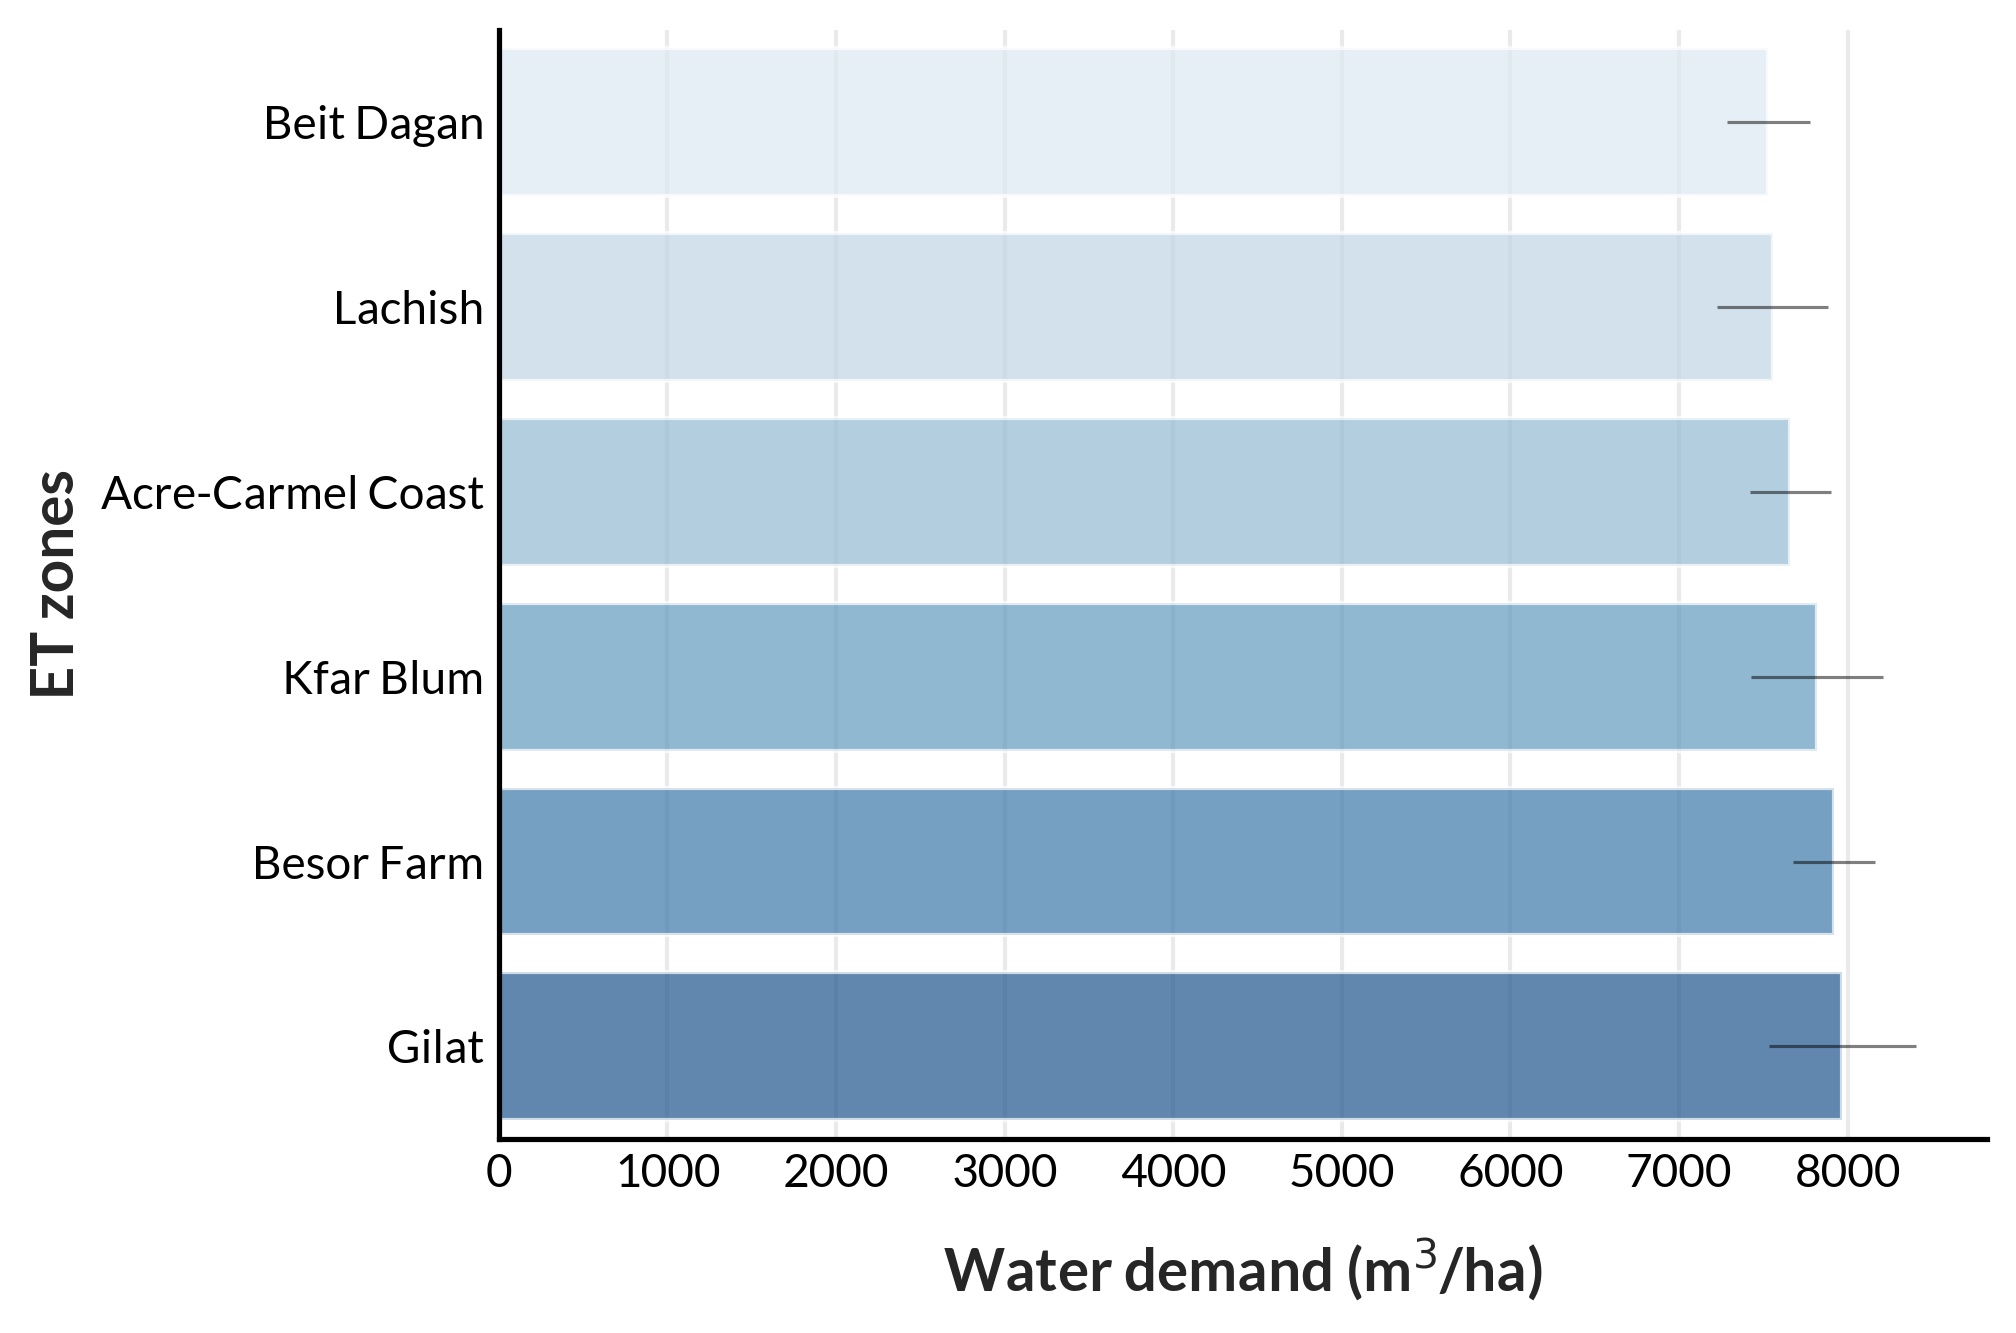 Beit Dagan
Lachish
Acre-Carmel Coast
Kfar Blum
Besor Farm
Gilat
ET zones
0 1000 2000 3000 4000 5000 6000 7000 8000
Water demand (m³/ha)